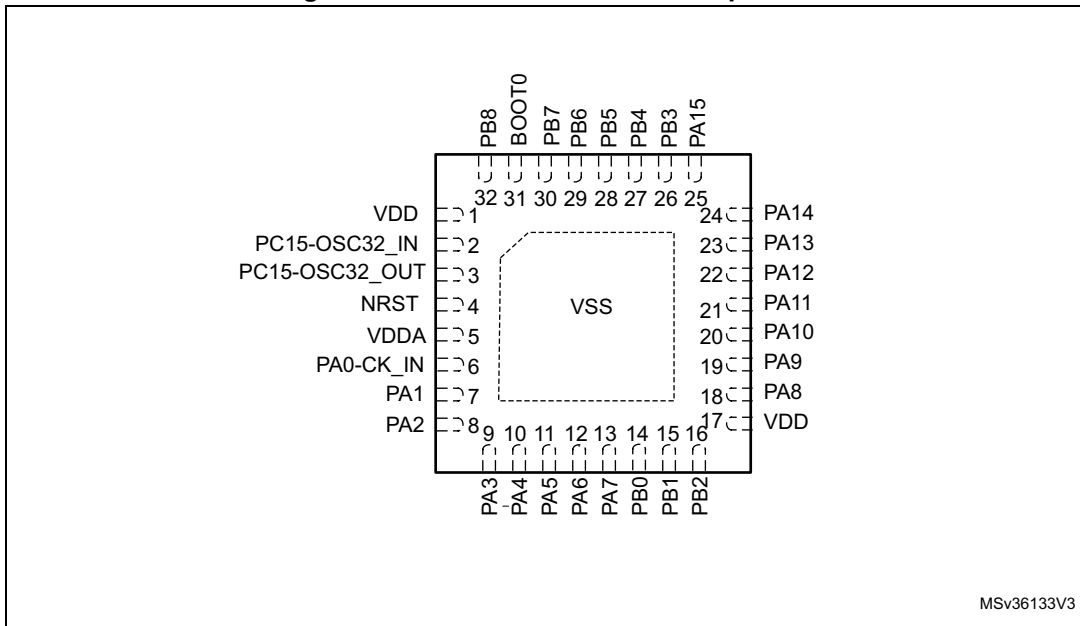 PB8
BOOT0
PB7
PB6
PB5
PB4
PB3
PA15
32 31 30 29 28 27 26 25
VDD 1
PC15-OSC32_IN 2
PC15-OSC32_OUT 3
NRST 4
VDDA 5
PA0-CK_IN 6
PA1 7
PA2 8
VSS
24 PA14
23 PA13
22 PA12
21 PA11
20 PA10
19 PA9
18 PA8
17 VDD
9 10 11 12 13 14 15 16
PA3
PA4
PA5
PA6
PA7
PB0
PB1
PB2
MSv36133V3